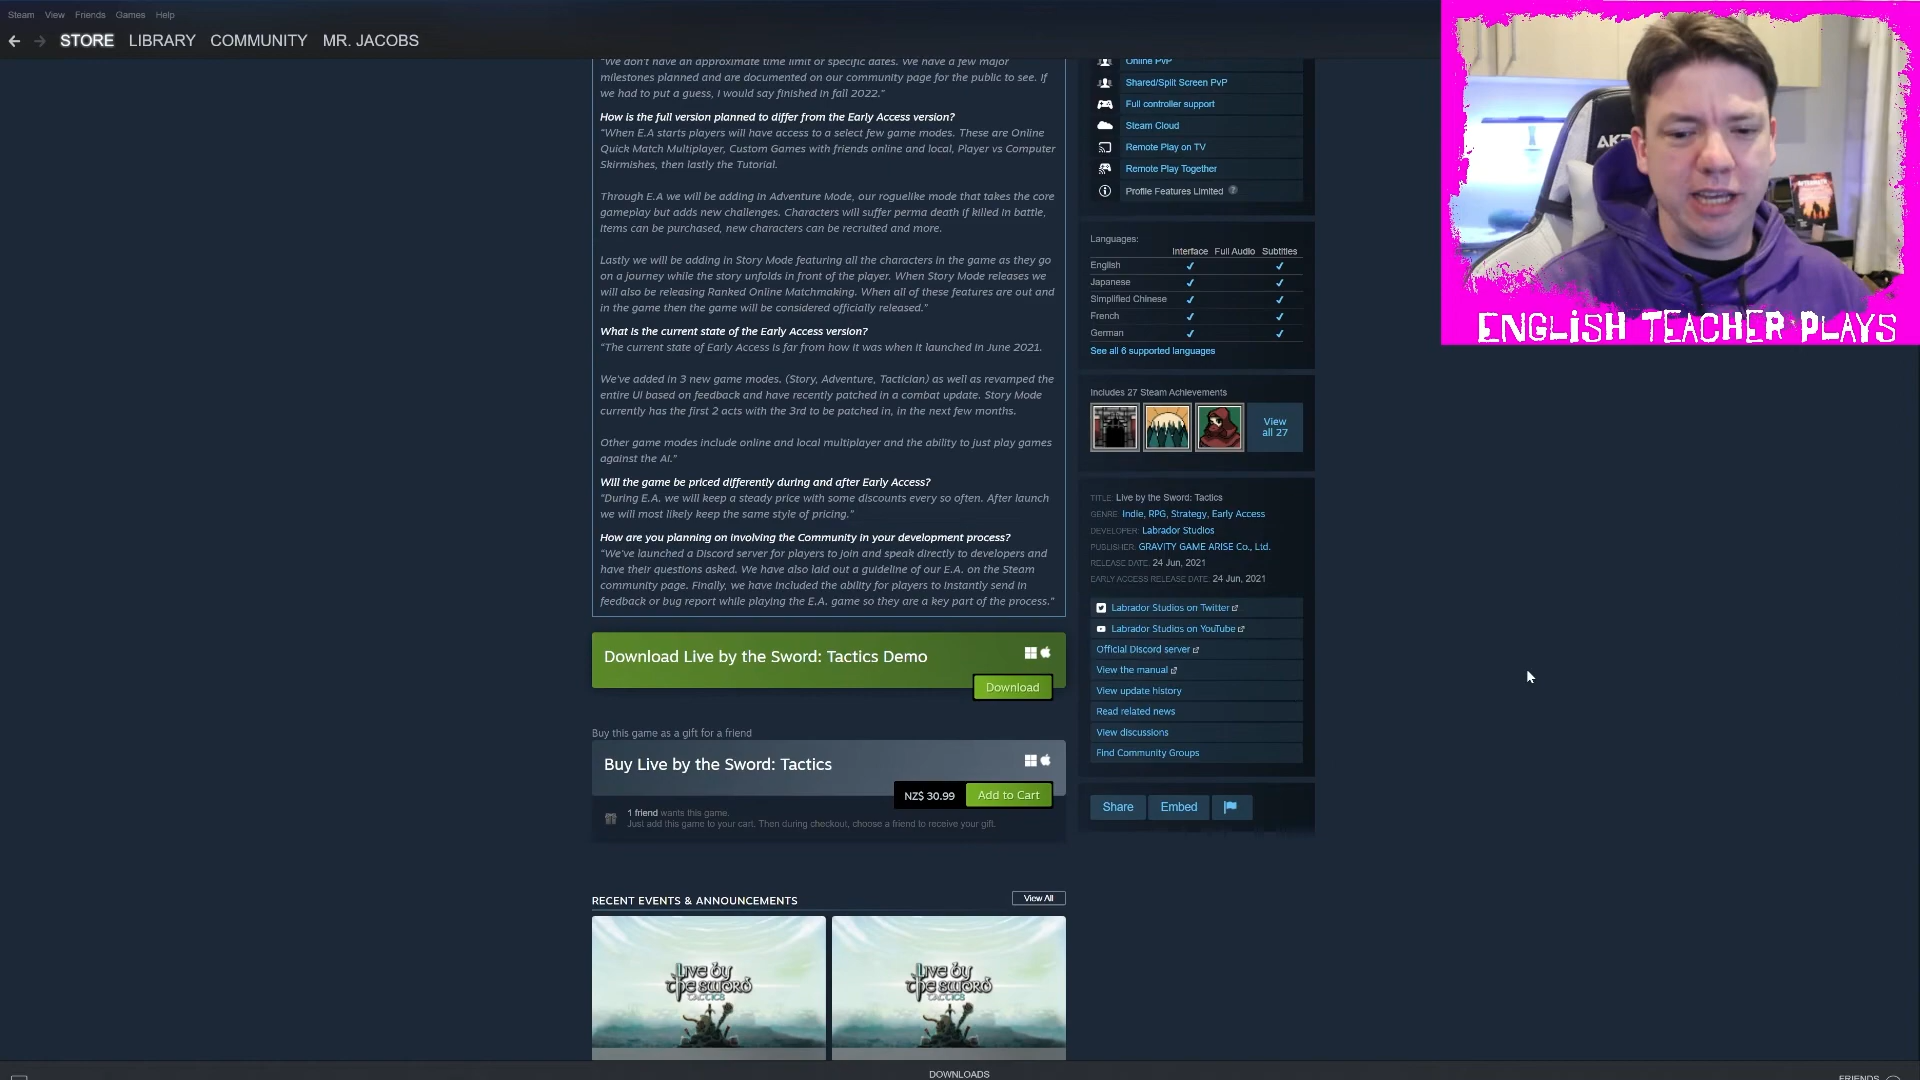 Steam View Friends Games Help
STORE LIBRARY COMMUNITY MR. JACOBS
"We don't have an approximate time limit or specific dates. We have a few major
milestones planned and are documented on our community page for the public to see. If
we had to put a guess, I would say finished in fall 2022."
How is the full version planned to differ from the Early Access version?
"When E.A starts players will have access to a select few game modes. These are Online
Quick Match Multiplayer, Custom Games with friends online and local, Player vs Computer
Skirmishes, then lastly the Tutorial.
Through E.A we will be adding in Adventure Mode, our roguelike mode that takes the core
gameplay but adds new challenges. Characters will suffer perma death if killed in battle,
items can be purchased, new characters can be recruited and more.
Lastly we will be adding in Story Mode featuring all the characters in the game as they go
on a journey while the story unfolds in front of the player. When Story Mode releases we
will also be releasing Ranked Online Matchmaking. When all of these features are out and
in the game then the game will be considered officially released."
What is the current state of the Early Access version?
"The current state of Early Access is far from how it was when it launched in June 2021.
We've added in 3 new game modes. (Story, Adventure, Tactician) as well as revamped the
entire UI based on feedback and have recently patched in a combat update. Story Mode
currently has the first 2 acts with the 3rd to be patched in, in the next few months.
Other game modes include online and local multiplayer and the ability to just play games
against the AI."
Will the game be priced differently during and after Early Access?
"During E.A. we will keep a steady price with some discounts every so often. After launch
we will most likely keep the same style of pricing."
How are you planning on involving the Community in your development process?
"We've launched a Discord server for players to join and speak directly to developers and
have their questions asked. We have also laid out a guideline of our E.A. on the Steam
community page. Finally, we have included the ability for players to instantly send in
feedback or bug report while playing the E.A. game so they are a key part of the process."
Download Live by the Sword: Tactics Demo
Download
Buy this game as a gift for a friend
Buy Live by the Sword: Tactics
NZ$ 30.99 Add to Cart
1 friend wants this game.
Just add this game to your cart. Then during checkout, choose a friend to receive your gift.
RECENT EVENTS & ANNOUNCEMENTS View All
Live by
the sword
TACTICS
Live by
the sword
TACTICS
Online PvP
Shared/Split Screen PvP
Full controller support
Steam Cloud
Remote Play on TV
Remote Play Together
Profile Features Limited ?
Languages:
Interface Full Audio Subtitles
English ✔ ✔
Japanese ✔ ✔
Simplified Chinese ✔ ✔
French ✔ ✔
German ✔ ✔
See all 6 supported languages
Includes 27 Steam Achievements
View
all 27
TITLE: Live by the Sword: Tactics
GENRE: Indie, RPG, Strategy, Early Access
DEVELOPER: Labrador Studios
PUBLISHER: GRAVITY GAME ARISE Co., Ltd.
RELEASE DATE: 24 Jun, 2021
EARLY ACCESS RELEASE DATE: 24 Jun, 2021
Labrador Studios on Twitter
Labrador Studios on YouTube
Official Discord server
View the manual
View update history
Read related news
View discussions
Find Community Groups
Share Embed
ENGLISH TEACHER PLAYS
DOWNLOADS
FRIENDS